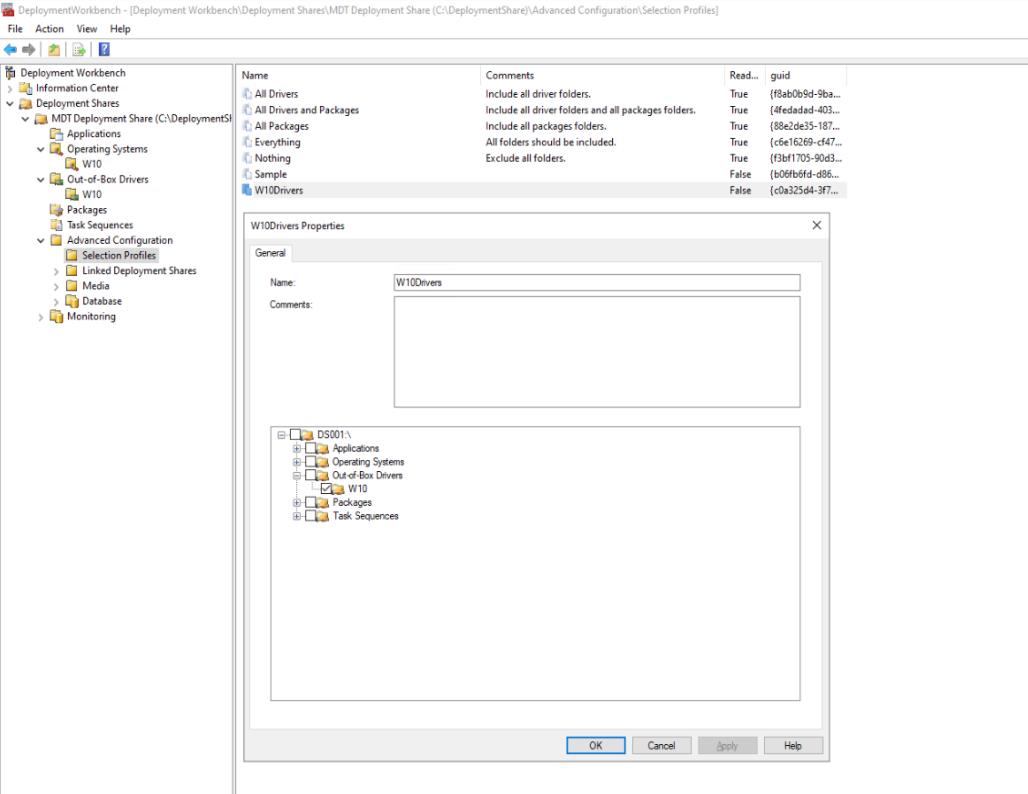 DeploymentWorkbench - [Deployment Workbench\Deployment Shares\MDT Deployment Share (C:\DeploymentShare)\Advanced Configuration\Selection Profiles]
File Action View Help
Deployment Workbench
Information Center
Deployment Shares
MDT Deployment Share (C:\DeploymentSh
Applications
Operating Systems
W10
Out-of-Box Drivers
W10
Packages
Task Sequences
Advanced Configuration
Selection Profiles
Linked Deployment Shares
Media
Database
Monitoring
Name Comments Read... guid
All Drivers Include all driver folders. True {f8ab0b9d-9ba...
All Drivers and Packages Include all driver folders and all packages folders. True {4fedadad-403...
All Packages Include all packages folders. True {88e2de35-187...
Everything All folders should be included. True {c6e16269-cf47...
Nothing Exclude all folders. True {f3bf1705-90d3...
Sample False {b06fb6fd-d86...
W10Drivers False {c0a325d4-3f7...
W10Drivers Properties
General
Name: W10Drivers
Comments:
DS001:\
Applications
Operating Systems
Out-of-Box Drivers
W10
Packages
Task Sequences
OK Cancel Apply Help